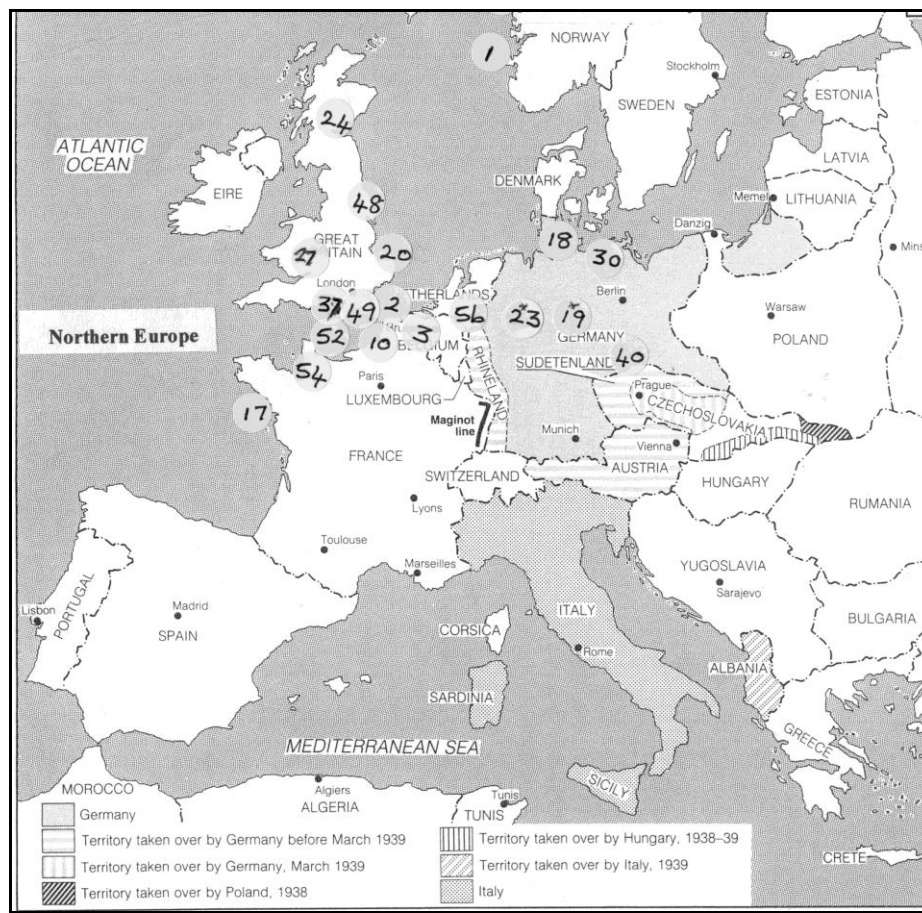 NORWAY
1
Stockholm
SWEDEN
ESTONIA
24
ATLANTIC
OCEAN
LATVIA
DENMARK
EIRE
48
Memel
LITHUANIA
Danzig
GREAT
18
20
30
27
Mins
London
THERLANDS
Berlin
49
2
56
23
19
Warsaw
Northern Europe
52
10
3
BELGIUM
GERMANY
POLAND
40
SUDETENLAND
54
Paris
RHINELAND
Prague
LUXEMBOURG
CZECHOSLOVAKIA
17
Maginot
line
Munich
Vienna
FRANCE
AUSTRIA
SWITZERLAND
HUNGARY
Lyons
RUMANIA
Toulouse
Marseilles
YUGOSLAVIA
Sarajevo
Lisbon
PORTUGAL
Madrid
SPAIN
ITALY
CORSICA
BULGARIA
Rome
ALBANIA
SARDINIA
GREECE
MEDITERRANEAN SEA
SICILY
MOROCCO
Algiers
ALGERIA
Tunis
TUNIS
Germany
Territory taken over by Germany before March 1939
Territory taken over by Germany, March 1939
Territory taken over by Poland, 1938
Territory taken over by Hungary, 1938–39
Territory taken over by Italy, 1939
Italy
CRETE